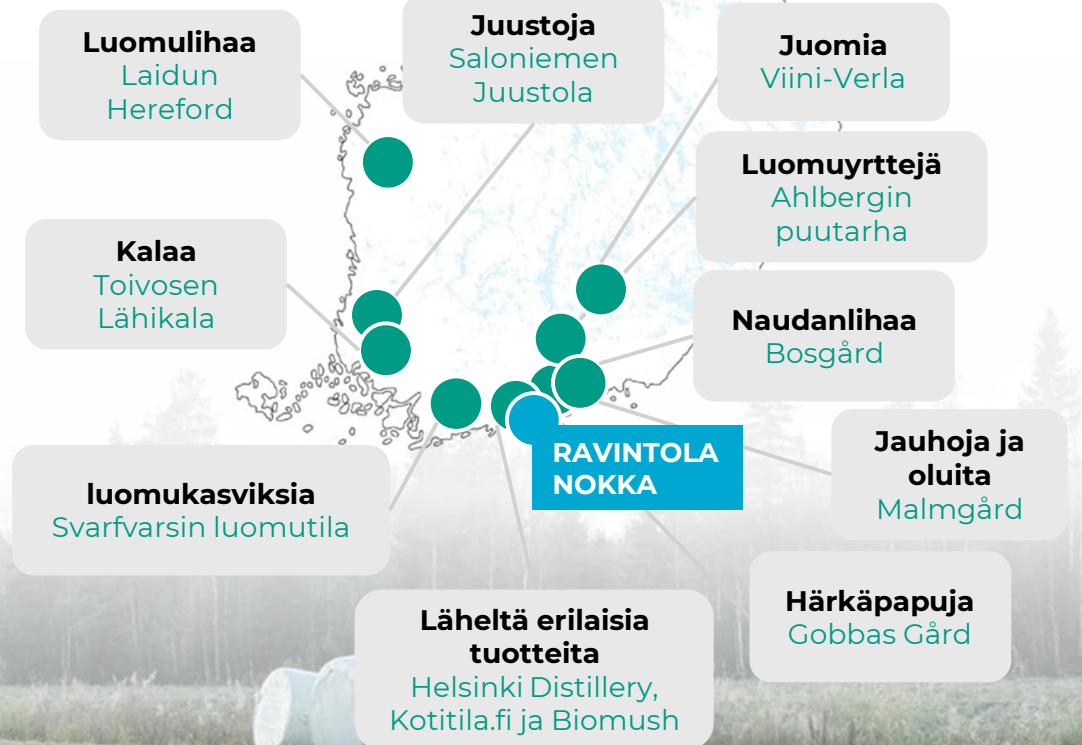 Luomulihaa
Laidun
Hereford
Juustoja
Saloniemen
Juustola
Juomia
Viini-Verla
Luomuyrttejä
Ahlbergin
puutarha
Kalaa
Toivosen
Lähikala
Naudanlihaa
Bosgård
RAVINTOLA
NOKKA
Jauhoja ja
oluita
Malmgård
luomukasviksia
Svarfvarsin luomutila
Härkäpapuja
Gobbas Gård
Läheltä erilaisia
tuotteita
Helsinki Distillery,
Kotitila.fi ja Biomush